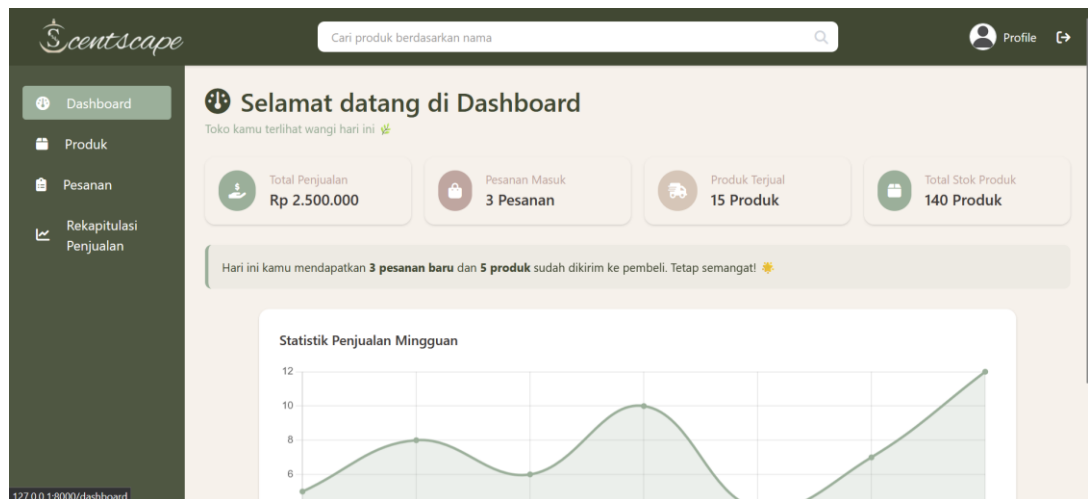 Scentscape
Cari produk berdasarkan nama
Profile
Dashboard
Produk
Pesanan
Rekapitulasi
Penjualan
Selamat datang di Dashboard
Toko kamu terlihat wangi hari ini
Total Penjualan
Rp 2.500.000
Pesanan Masuk
3 Pesanan
Produk Terjual
15 Produk
Total Stok Produk
140 Produk
Hari ini kamu mendapatkan 3 pesanan baru dan 5 produk sudah dikirim ke pembeli. Tetap semangat!
Statistik Penjualan Mingguan
12
10
8
6
127.0.0.1:8000/dashboard